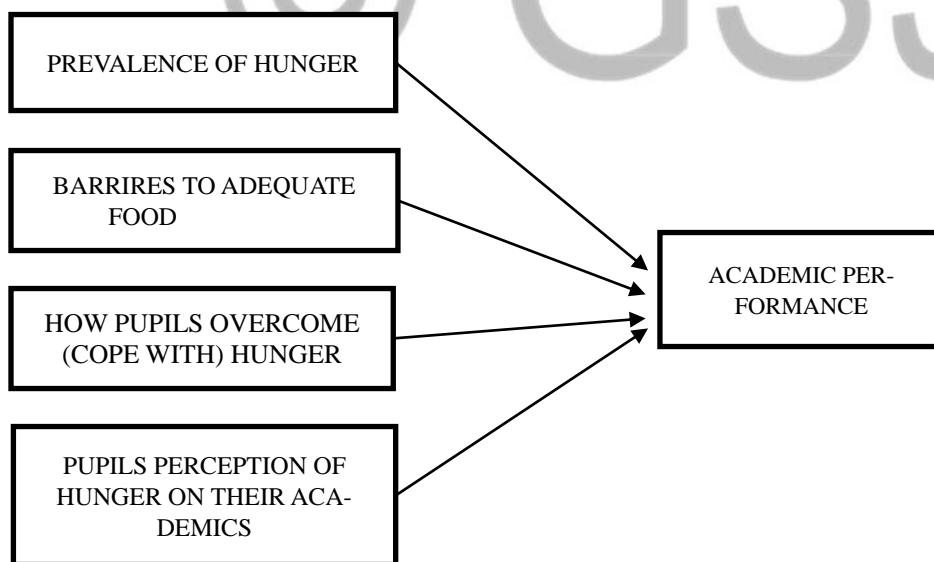 © GSJ
PREVALENCE OF HUNGER
BARRIRES TO ADEQUATE
FOOD
HOW PUPILS OVERCOME
(COPE WITH) HUNGER
PUPILS PERCEPTION OF
HUNGER ON THEIR ACA-
DEMICS
ACADEMIC PER-
FORMANCE